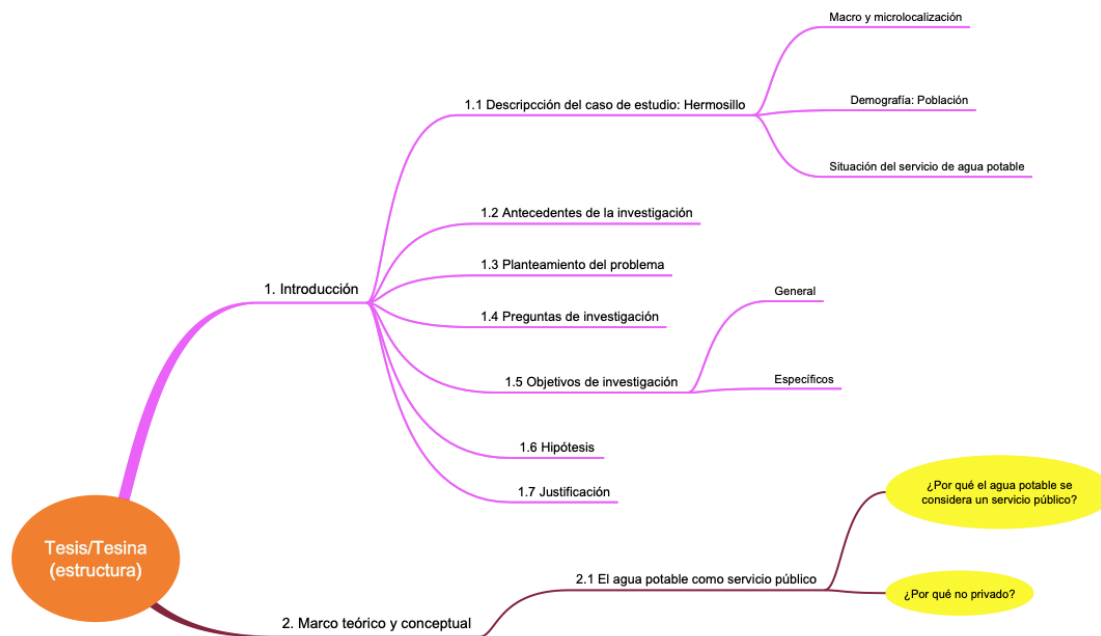 Macro y microlocalización
1.1 Descripcción del caso de estudio: Hermosillo
Demografía: Población
Situación del servicio de agua potable
1.2 Antecedentes de la investigación
1.3 Planteamiento del problema
1. Introducción
General
1.4 Preguntas de investigación
1.5 Objetivos de investigación
Específicos
1.6 Hipótesis
1.7 Justificación
¿Por qué el agua potable se
considera un servicio público?
Tesis/Tesina
(estructura)
2.1 El agua potable como servicio público
¿Por qué no privado?
2. Marco teórico y conceptual